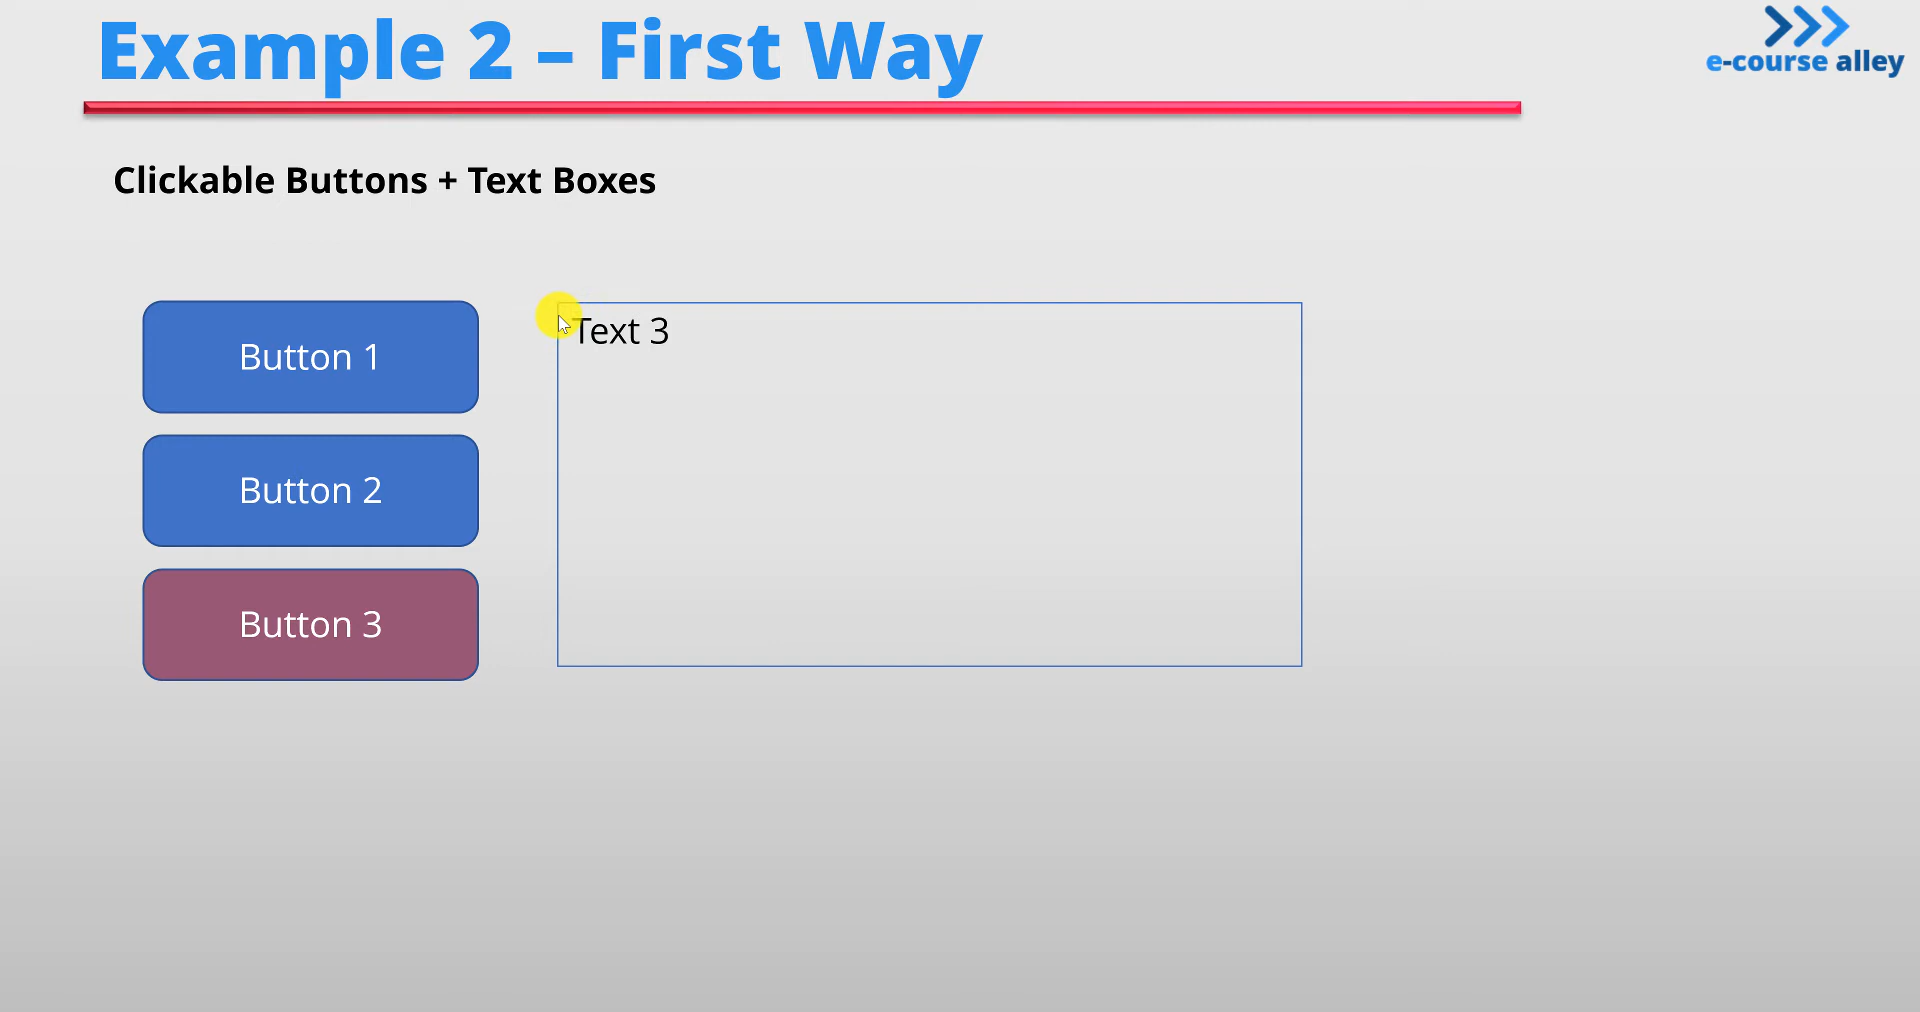 Example 2 – First Way
e-course alley
Clickable Buttons + Text Boxes
Button 1
Text 3
Button 2
Button 3